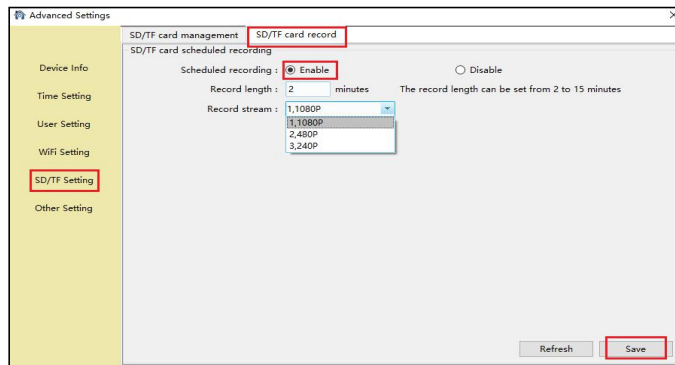 Advanced Settings
SD/TF card management SD/TF card record
SD/TF card scheduled recording
Device Info
Scheduled recording : Enable Disable
Record length : 2 minutes The record length can be set from 2 to 15 minutes
Time Setting
Record stream : 1,1080P
1,1080P
User Setting
2,480P
3,240P
WiFi Setting
SD/TF Setting
Other Setting
Refresh Save